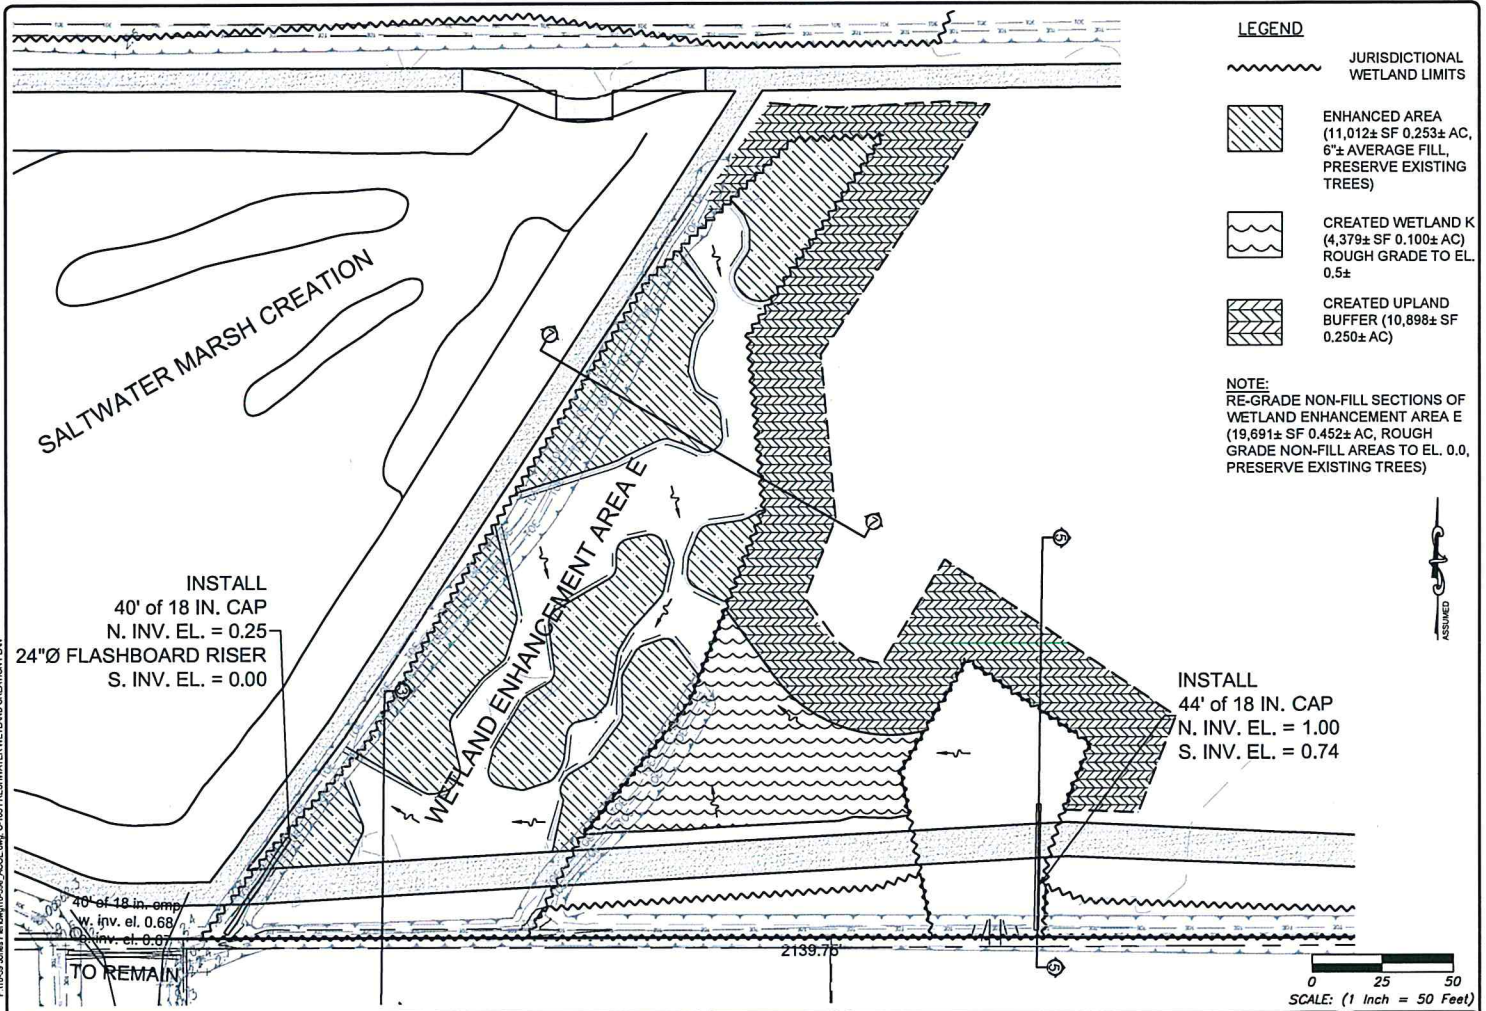 LEGEND
JURISDICTIONAL
WETLAND LIMITS
ENHANCED AREA
(11,012± SF 0.253± AC,
6"± AVERAGE FILL,
PRESERVE EXISTING
TREES)
CREATED WETLAND K
(4,379± SF 0.100± AC)
ROUGH GRADE TO EL.
0.5±
CREATED UPLAND
BUFFER (10,898± SF
0.250± AC)
NOTE:
RE-GRADE NON-FILL SECTIONS OF
WETLAND ENHANCEMENT AREA E
(19,691± SF 0.452± AC, ROUGH
GRADE NON-FILL AREAS TO EL. 0.0,
PRESERVE EXISTING TREES)
ASSUMED
SALTWATER MARSH CREATION
WETLAND ENHANCEMENT AREA E
INSTALL
40' of 18 IN. CAP
N. INV. EL. = 0.25
24"Ø FLASHBOARD RISER
S. INV. EL. = 0.00
INSTALL
44' of 18 IN. CAP
N. INV. EL. = 1.00
S. INV. EL. = 0.74
5
5
40' of 18 in. cmp
w. inv. el. 0.68
TO REMAIN
2139.75'
0 25 50
SCALE: (1 Inch = 50 Feet)